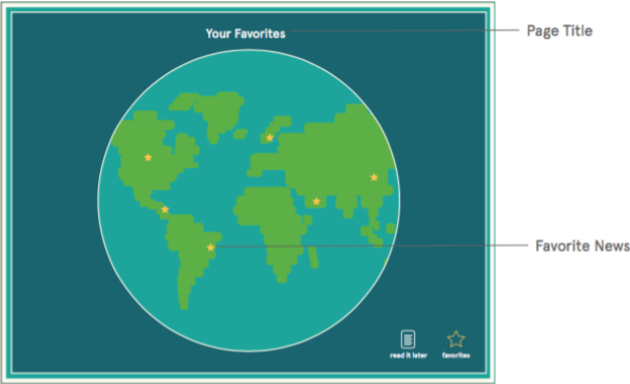 Your Favorites
Page Title
Favorite News
read it later
favorites